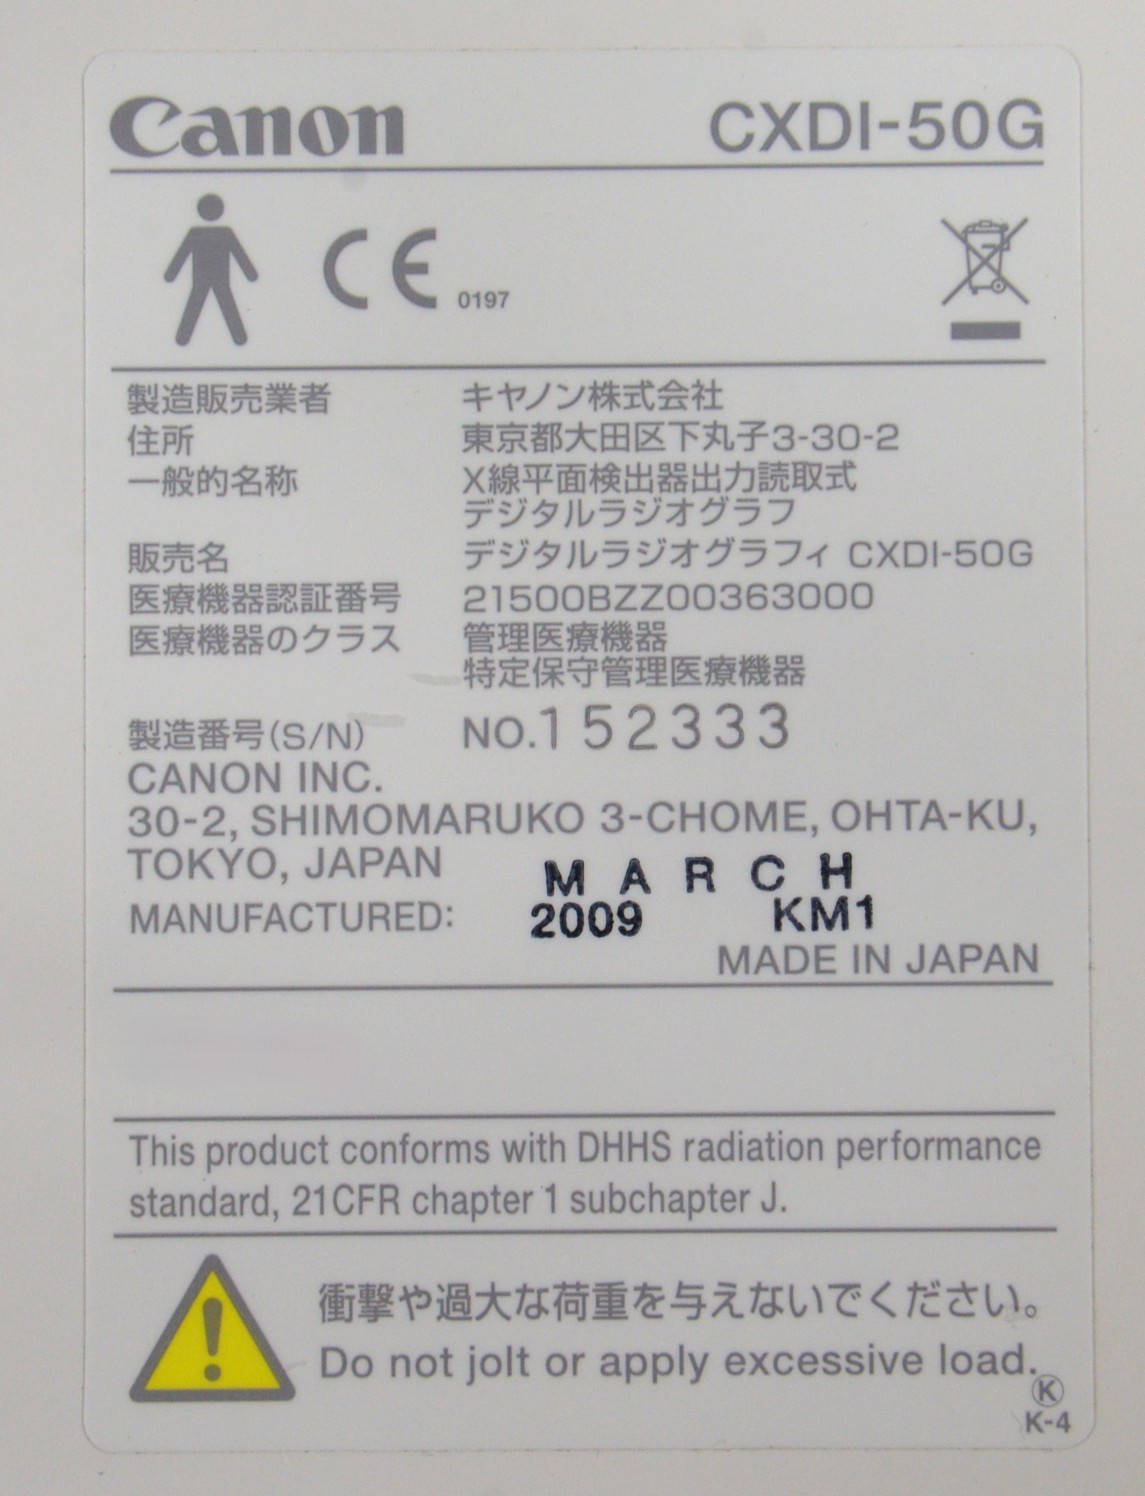 Canon CXDI-50G
CE 0197
製造販売業者 キヤノン株式会社
住所 東京都大田区下丸子3-30-2
一般的名称 X線平面検出器出力読取式
デジタルラジオグラフ
販売名 デジタルラジオグラフィ CXDI-50G
医療機器認証番号 21500BZZ00363000
医療機器のクラス 管理医療機器
特定保守管理医療機器
製造番号(S/N) NO.152333
CANON INC.
30-2, SHIMOMARUKO 3-CHOME, OHTA-KU,
TOKYO, JAPAN MARCH
MANUFACTURED: 2009 KM1
MADE IN JAPAN
This product conforms with DHHS radiation performance
standard, 21CFR chapter 1 subchapter J.
衝撃や過大な荷重を与えないでください。
Do not jolt or apply excessive load.
K
K-4